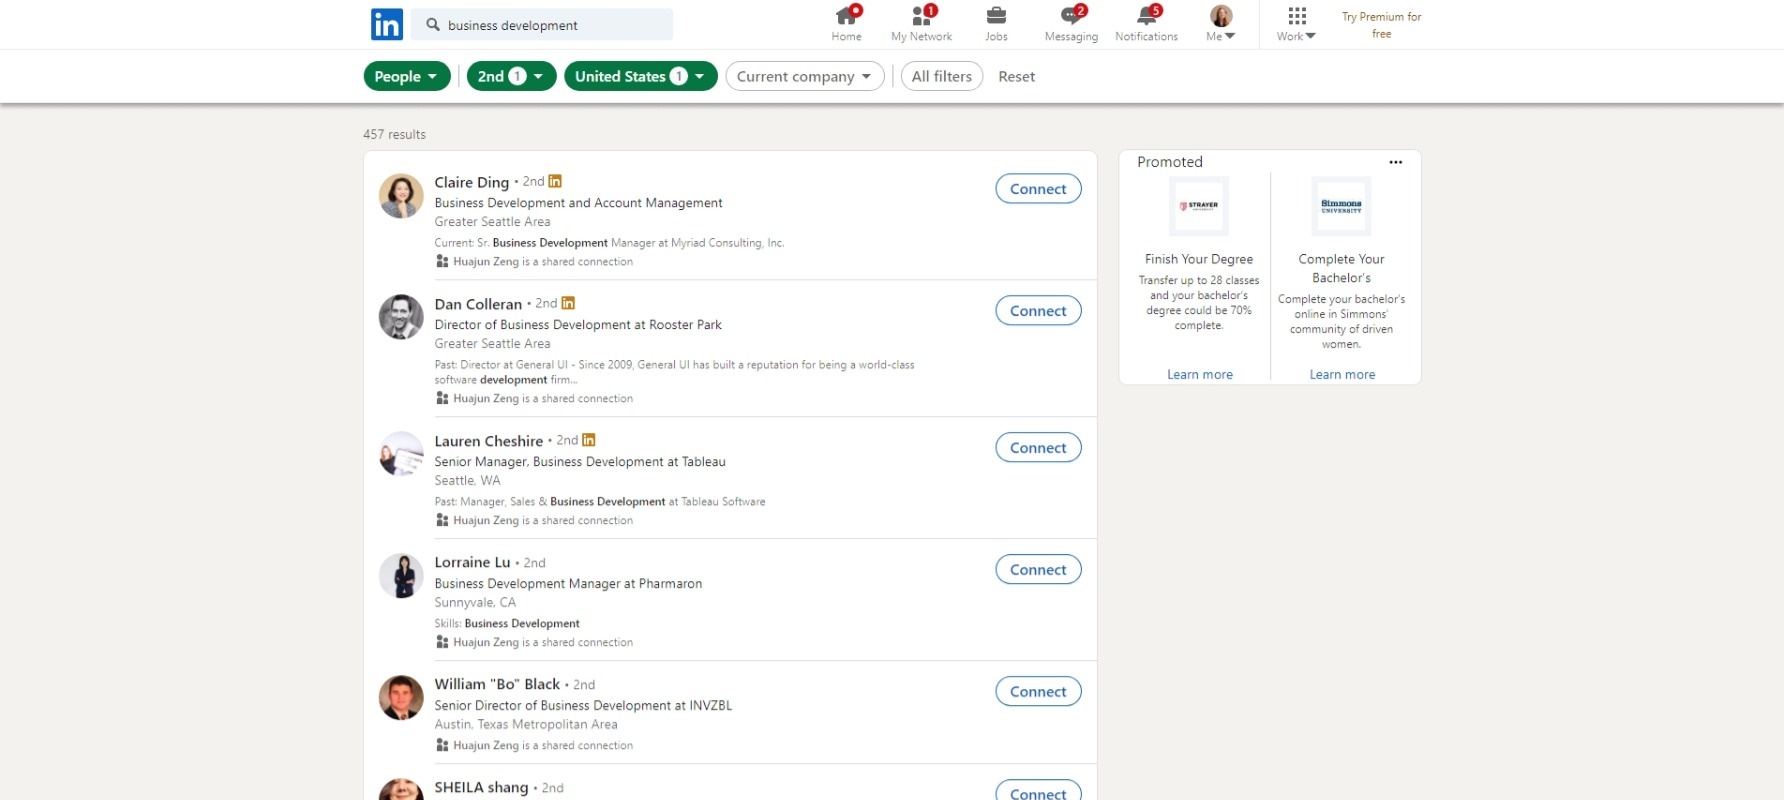 in
business development
Home
1
My Network
Jobs
2
Messaging
5
Notifications
Me
Work
Try Premium for
free
People
2nd 1
United States 1
Current company
All filters
Reset
457 results
Claire Ding • 2nd in
Business Development and Account Management
Greater Seattle Area
Current: Sr. Business Development Manager at Myriad Consulting, Inc.
Huajun Zeng is a shared connection
Connect
Dan Colleran • 2nd in
Director of Business Development at Rooster Park
Greater Seattle Area
Past: Director at General UI - Since 2009, General UI has built a reputation for being a world-class
software development firm...
Huajun Zeng is a shared connection
Connect
Lauren Cheshire • 2nd in
Senior Manager, Business Development at Tableau
Seattle, WA
Past: Manager, Sales & Business Development at Tableau Software
Huajun Zeng is a shared connection
Connect
Lorraine Lu • 2nd
Business Development Manager at Pharmaron
Sunnyvale, CA
Skills: Business Development
Huajun Zeng is a shared connection
Connect
William "Bo" Black • 2nd
Senior Director of Business Development at INVZBL
Austin, Texas Metropolitan Area
Huajun Zeng is a shared connection
Connect
SHEILA shang • 2nd
Connect
Promoted
STRAYER
UNIVERSITY
Finish Your Degree
Transfer up to 28 classes
and your bachelor's
degree could be 70%
complete.
Learn more
Simmons
UNIVERSITY
Complete Your
Bachelor's
Complete your bachelor's
online in Simmons'
community of driven
women.
Learn more